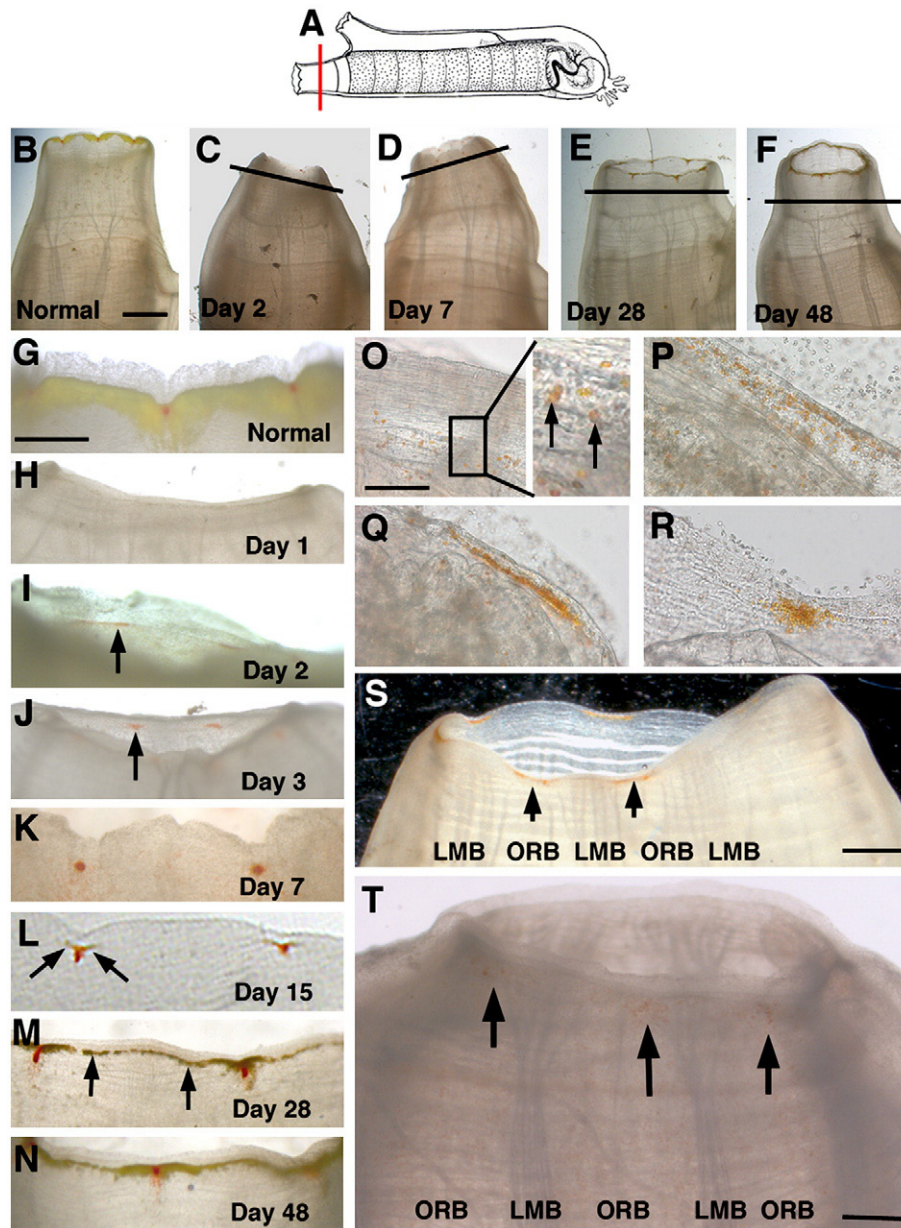 A
B
Normal
C
Day 2
D
Day 7
E
Day 28
F
Day 48
G
Normal
H
Day 1
I
Day 2
J
Day 3
K
Day 7
L
Day 15
M
Day 28
N
Day 48
O
P
Q
R
S
LMB ORB LMB ORB LMB
T
ORB LMB ORB LMB ORB